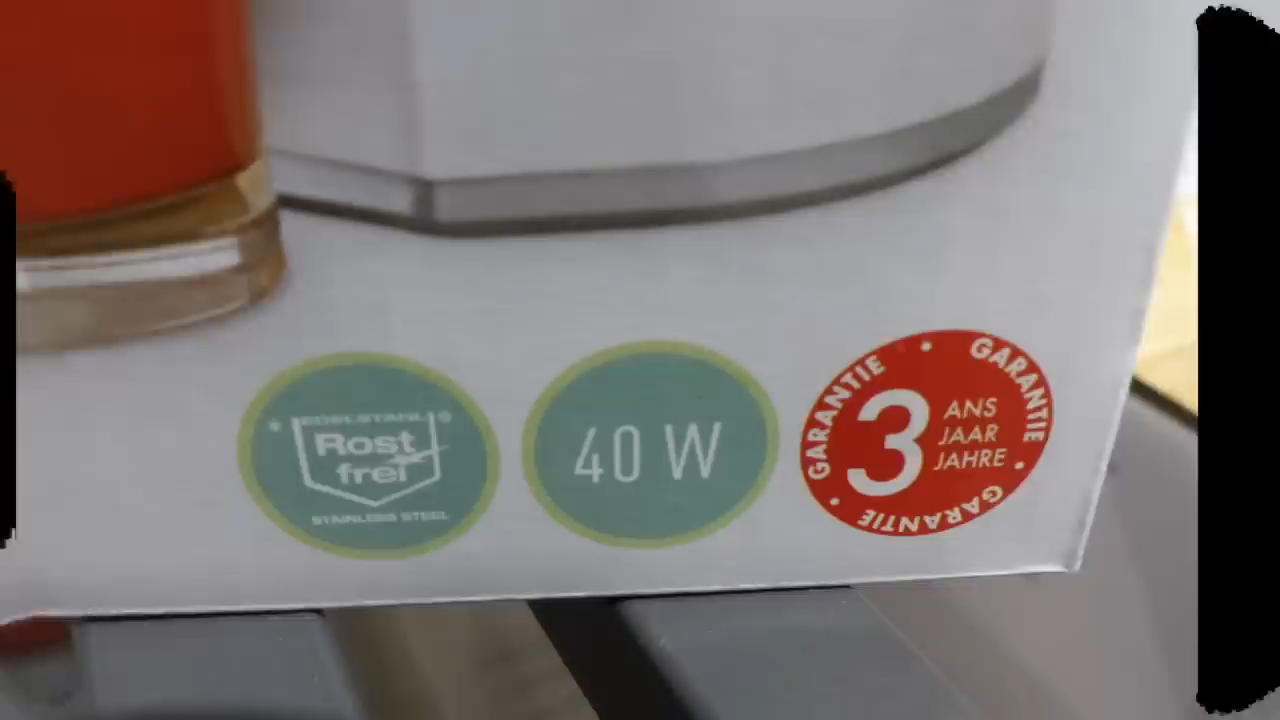 EDELSTAHL
Rost
frei
STAINLESS STEEL
40 W
GARANTIE • GARANTIE • GARANTIE •
3
ANS
JAAR
JAHRE